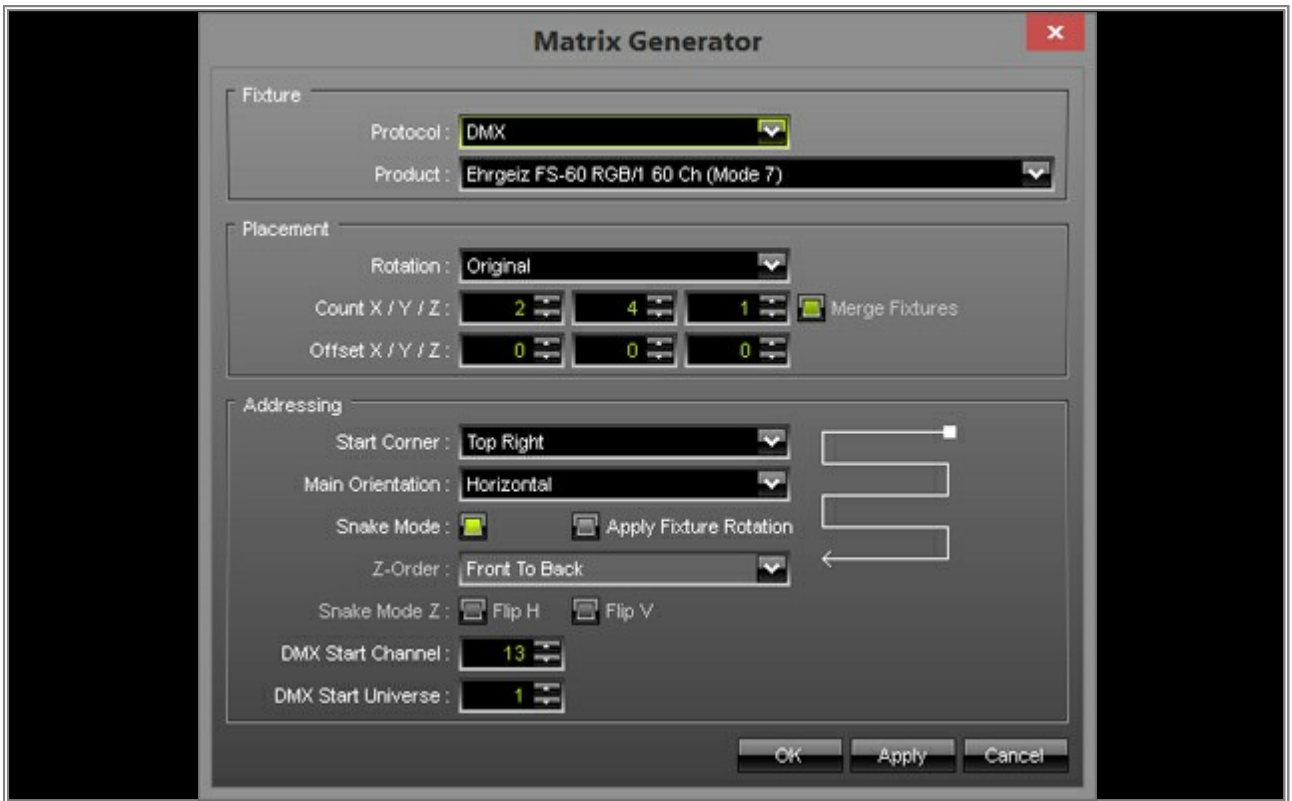 Matrix Generator
Fixture
Protocol : DMX
Product : Ehrgeiz FS-60 RGB/1 60 Ch (Mode 7)
Placement
Rotation : Original
Count X / Y / Z : 2 4 1 Merge Fixtures
Offset X / Y / Z : 0 0 0
Addressing
Start Corner : Top Right
Main Orientation : Horizontal
Snake Mode : Apply Fixture Rotation
Z-Order : Front To Back
Snake Mode Z : Flip H Flip V
DMX Start Channel : 13
DMX Start Universe : 1
OK Apply Cancel